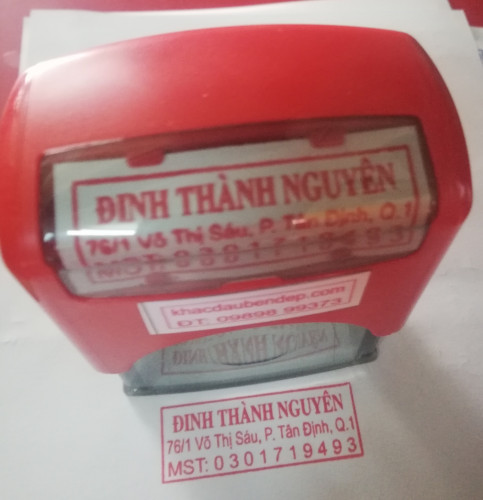 ĐINH THÀNH NGUYÊN
76/1 Võ Thị Sáu, P. Tân Định, Q.1
MST: 0301719493
khacdaubendep.com
ĐT: 09898 99373
ĐINH THÀNH NGUYÊN
76/1 Võ Thị Sáu, P. Tân Định, Q.1
MST: 0301719493